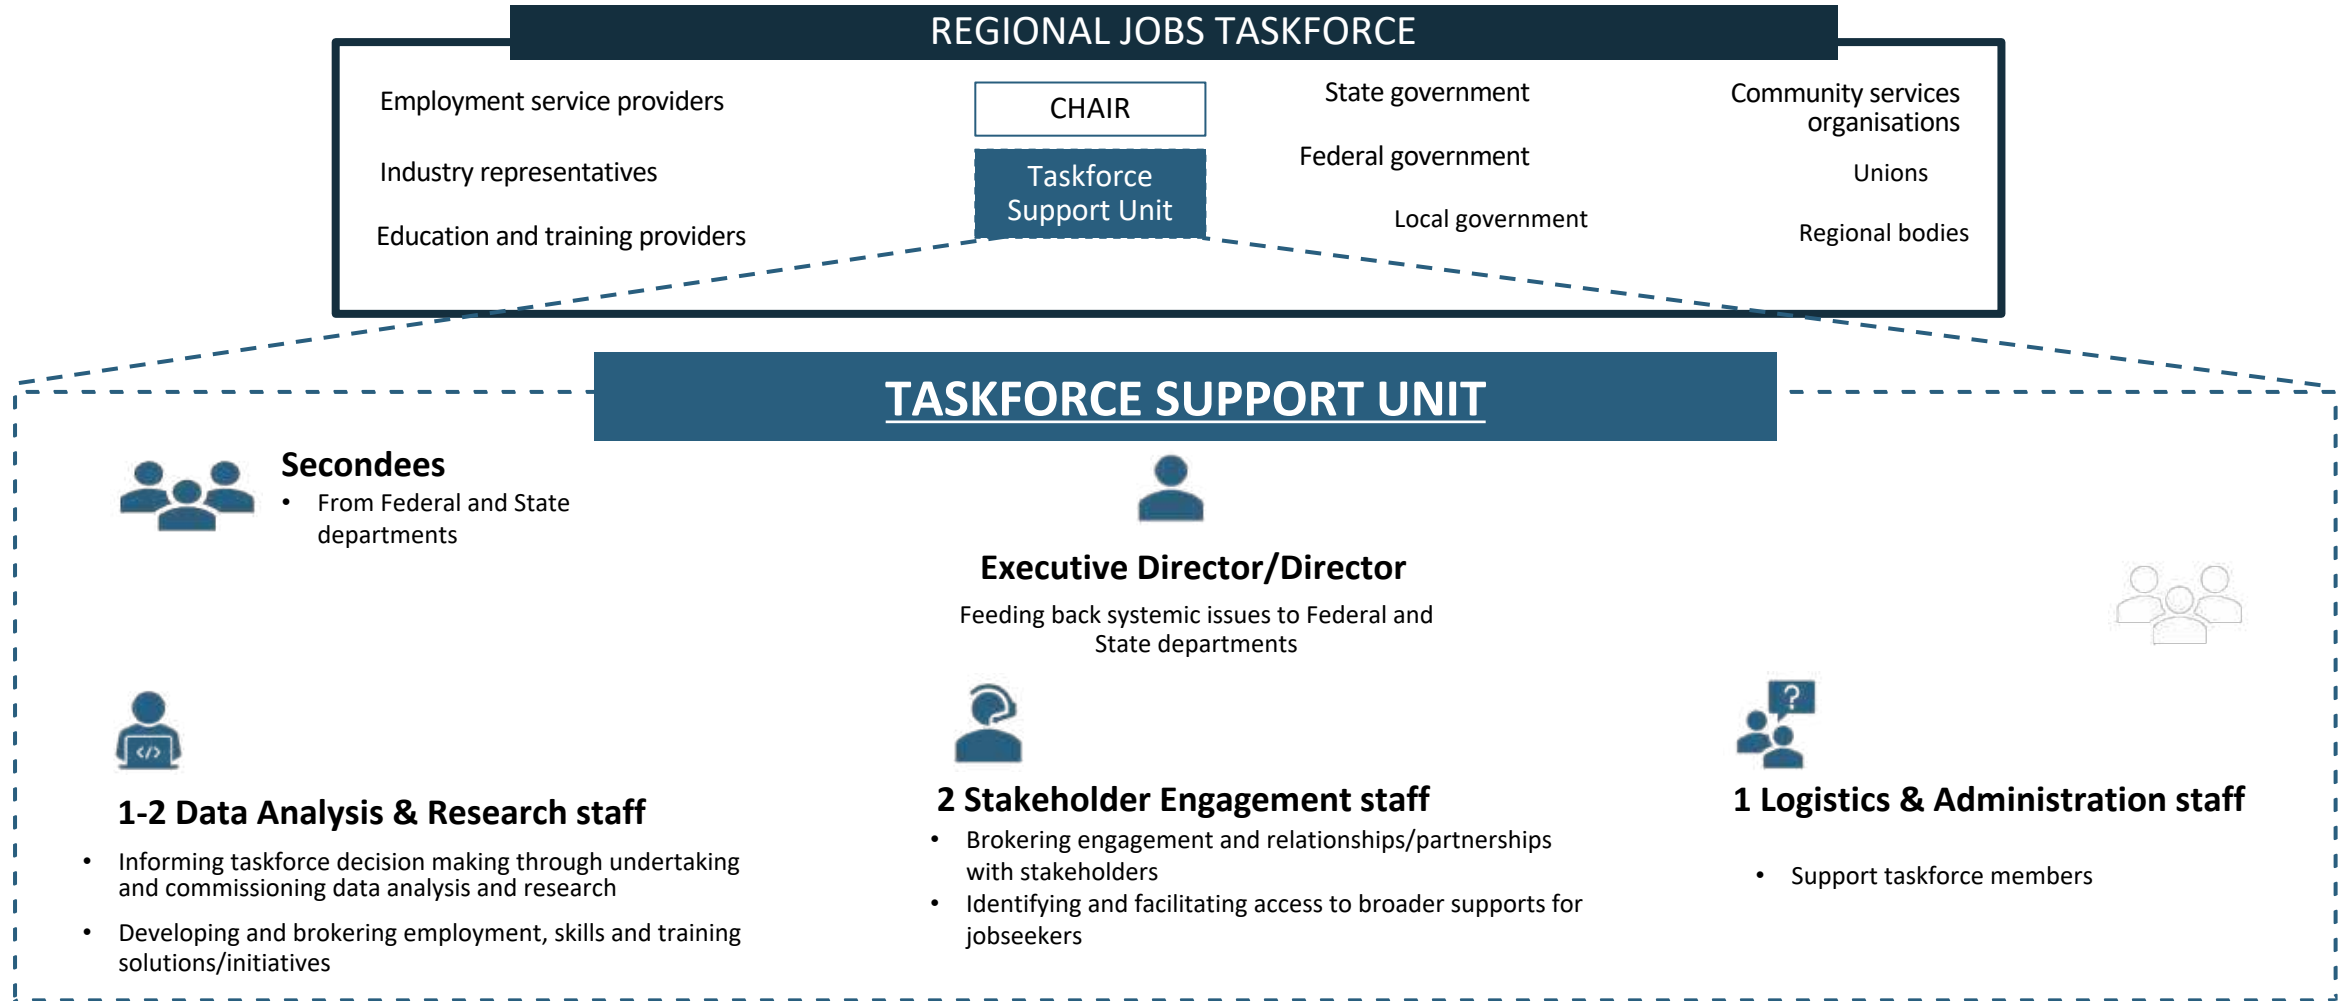 REGIONAL JOBS TASKFORCE
Employment service providers
Industry representatives
Education and training providers
CHAIR
Taskforce
Support Unit
State government
Federal government
Local government
Community services
organisations
Unions
Regional bodies
TASKFORCE SUPPORT UNIT
Secondees
• From Federal and State
departments
Executive Director/Director
Feeding back systemic issues to Federal and
State departments
</>
1-2 Data Analysis & Research staff
• Informing taskforce decision making through undertaking
and commissioning data analysis and research
• Developing and brokering employment, skills and training
solutions/initiatives
2 Stakeholder Engagement staff
• Brokering engagement and relationships/partnerships
with stakeholders
• Identifying and facilitating access to broader supports for
jobseekers
?
1 Logistics & Administration staff
• Support taskforce members